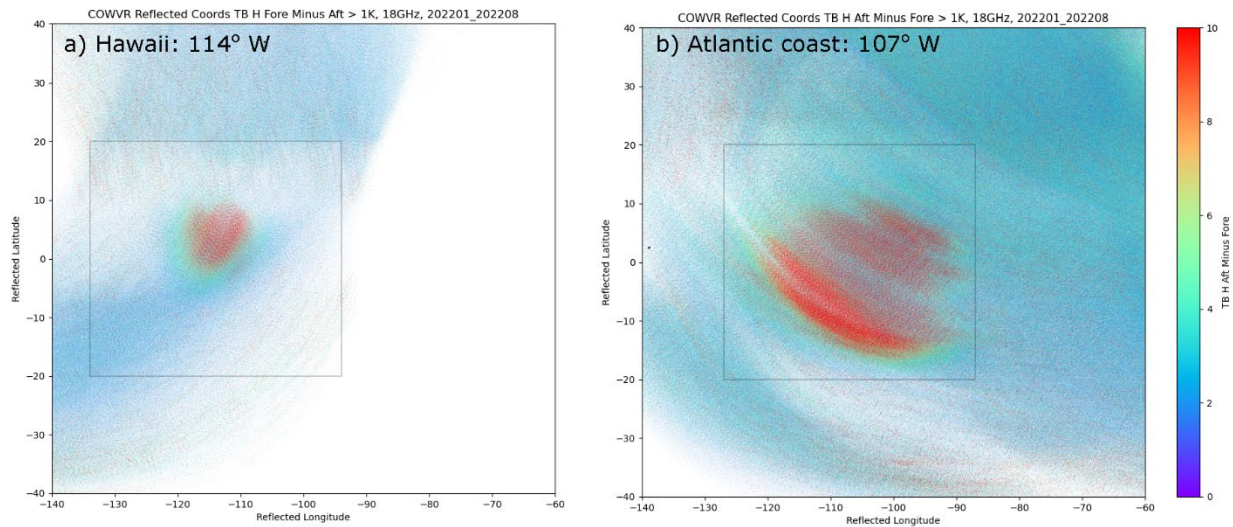 COWVR Reflected Coords TB H Fore Minus Aft > 1K, 18GHz, 202201_202208
a) Hawaii: 114° W
40
30
20
10
0
−10
−20
−30
−40
Reflected Latitude
−140 −130 −120 −110 −100 −90 −80 −70 −60
Reflected Longitude
COWVR Reflected Coords TB H Aft Minus Fore > 1K, 18GHz, 202201_202208
b) Atlantic coast: 107° W
40
30
20
10
0
−10
−20
−30
−40
Reflected Latitude
−140 −130 −120 −110 −100 −90 −80 −70 −60
Reflected Longitude
10
8
6
4
2
0
TB H Aft Minus Fore